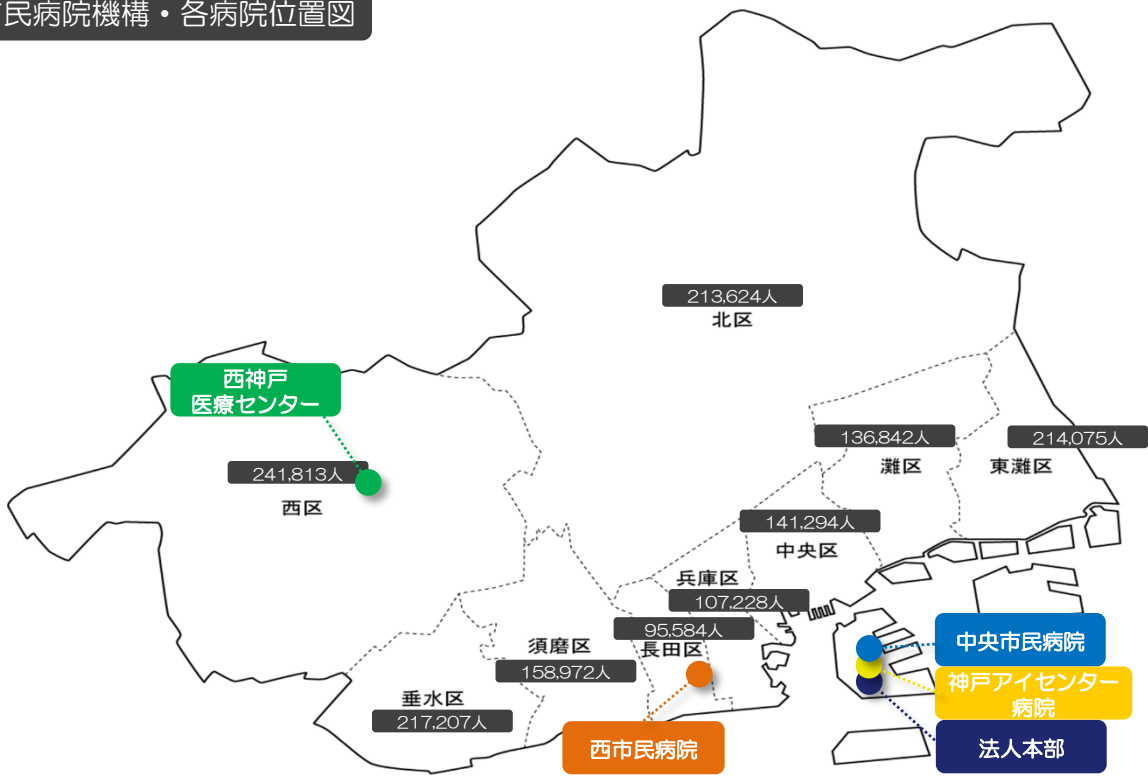 民病院機構・各病院位置図
213,624人
北区
西神戸
医療センター
136,842人
灘区
214,075人
東灘区
241,813人
西区
141,294人
中央区
兵庫区
107,228人
95,584人
長田区
須磨区
158,972人
垂水区
217,207人
中央市民病院
神戸アイセンター
病院
西市民病院
法人本部